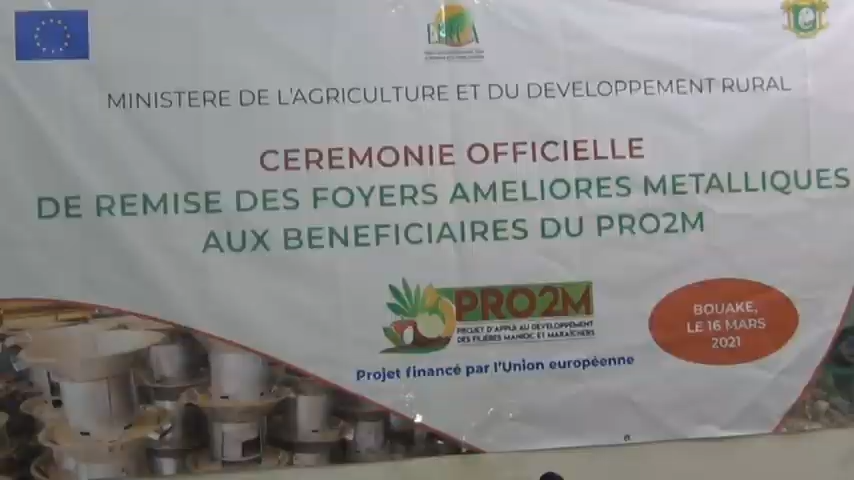 MINISTERE DE L'AGRICULTURE ET DU DEVELOPPEMENT RURAL
CEREMONIE OFFICIELLE
DE REMISE DES FOYERS AMELIORES METALLIQUES
AUX BENEFICIAIRES DU PRO2M
PRO2M
PROJET D'APPUI AU DEVELOPPEMENT
DES FILIERES MANIOC ET MARAICHERS
Projet financé par l'Union européenne
BOUAKE,
LE 16 MARS
2021